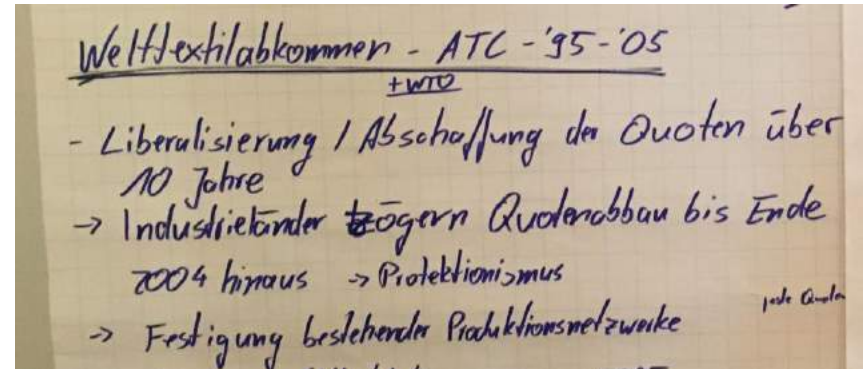 Welttextilabkommen - ATC - '95 - '05
+ WTO
- Liberalisierung / Abschaffung der Quoten über
10 Jahre
→ Industrieländer zögern Quotenabbau bis Ende
2004 hinaus → Protektionismus
→ Festigung bestehender Produktionsnetzwerke
Quoten